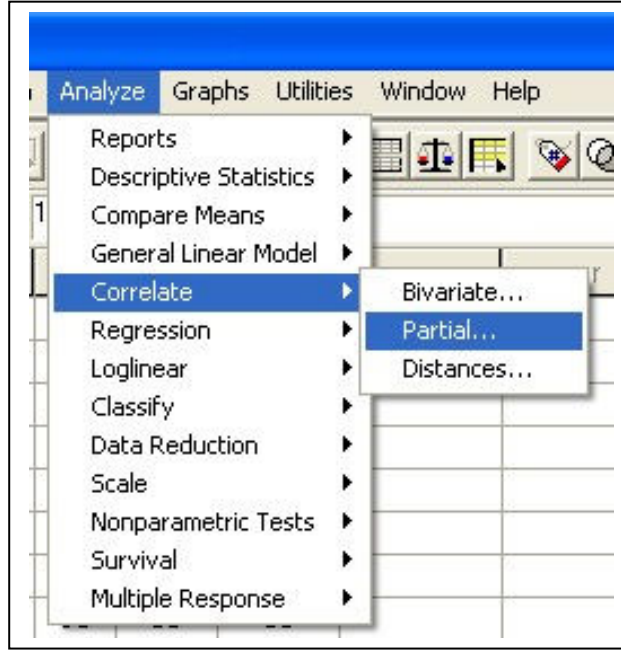 Analyze Graphs Utilities Window Help
Reports
Descriptive Statistics
1 Compare Means
General Linear Model
Correlate Bivariate...
Regression Partial...
Loglinear Distances...
Classify
Data Reduction
Scale
Nonparametric Tests
Survival
Multiple Response